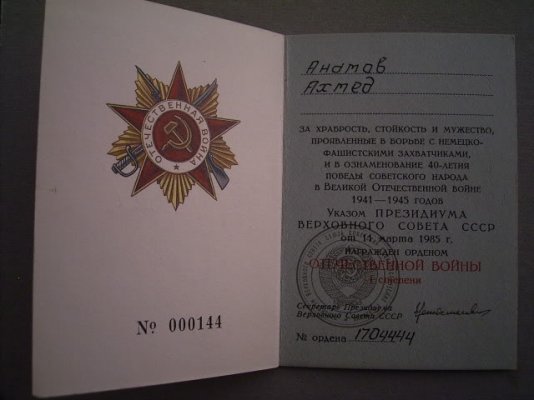 ОТЕЧЕСТВЕННАЯ ВОЙНА
№ 000144
Анатов
Ахмед
ЗА ХРАБРОСТЬ, СТОЙКОСТЬ И МУЖЕСТВО,
ПРОЯВЛЕННЫЕ В БОРЬБЕ С НЕМЕЦКО-
ФАШИСТСКИМИ ЗАХВАТЧИКАМИ,
И В ОЗНАМЕНОВАНИЕ 40-ЛЕТИЯ
ПОБЕДЫ СОВЕТСКОГО НАРОДА
В ВЕЛИКОЙ ОТЕЧЕСТВЕННОЙ ВОЙНЕ
1941—1945 ГОДОВ
УКАЗОМ ПРЕЗИДИУМА
ВЕРХОВНОГО СОВЕТА СССР
от 11 марта 1985 г.
НАГРАЖДЕН ОРДЕНОМ
ОТЕЧЕСТВЕННОЙ ВОЙНЫ
степени
Секретарь Президиума
Верховного Совета СССР
№ ордена 1704444